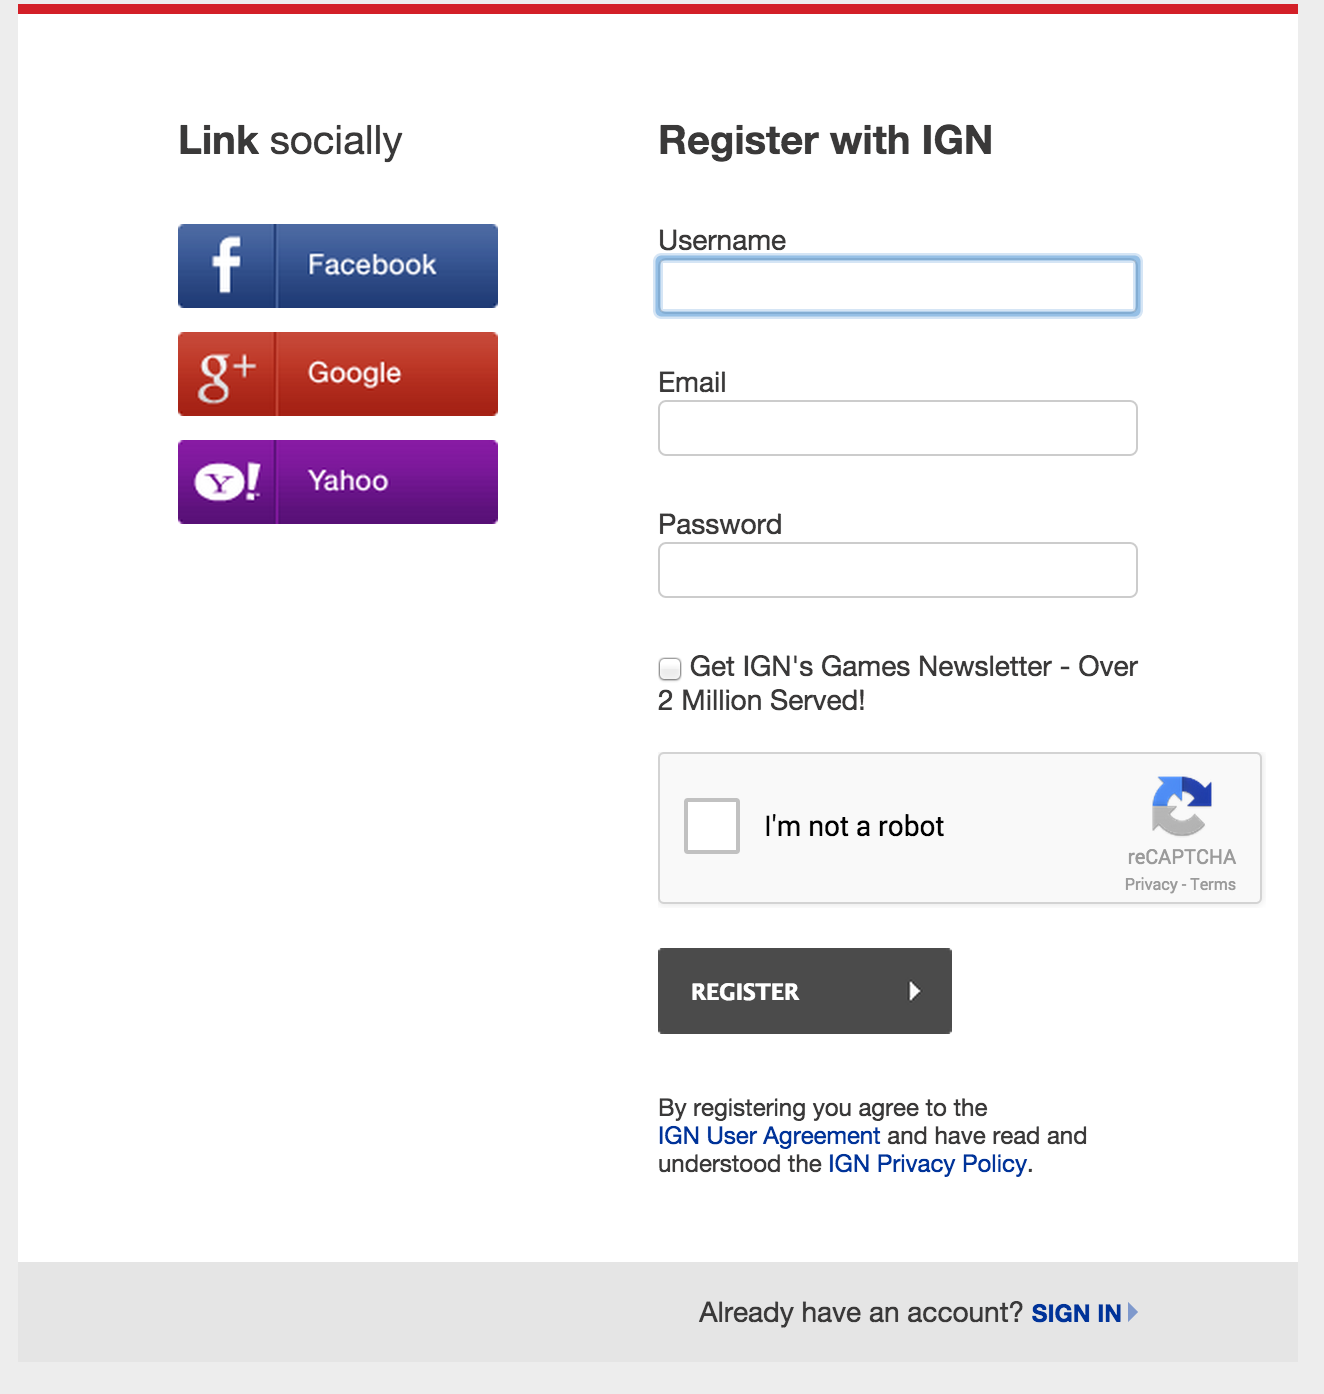 Link socially
f Facebook
g+ Google
Y! Yahoo
Register with IGN
Username
Email
Password
Get IGN's Games Newsletter - Over
2 Million Served!
I'm not a robot
reCAPTCHA
Privacy - Terms
REGISTER
By registering you agree to the
IGN User Agreement and have read and
understood the IGN Privacy Policy.
Already have an account? SIGN IN